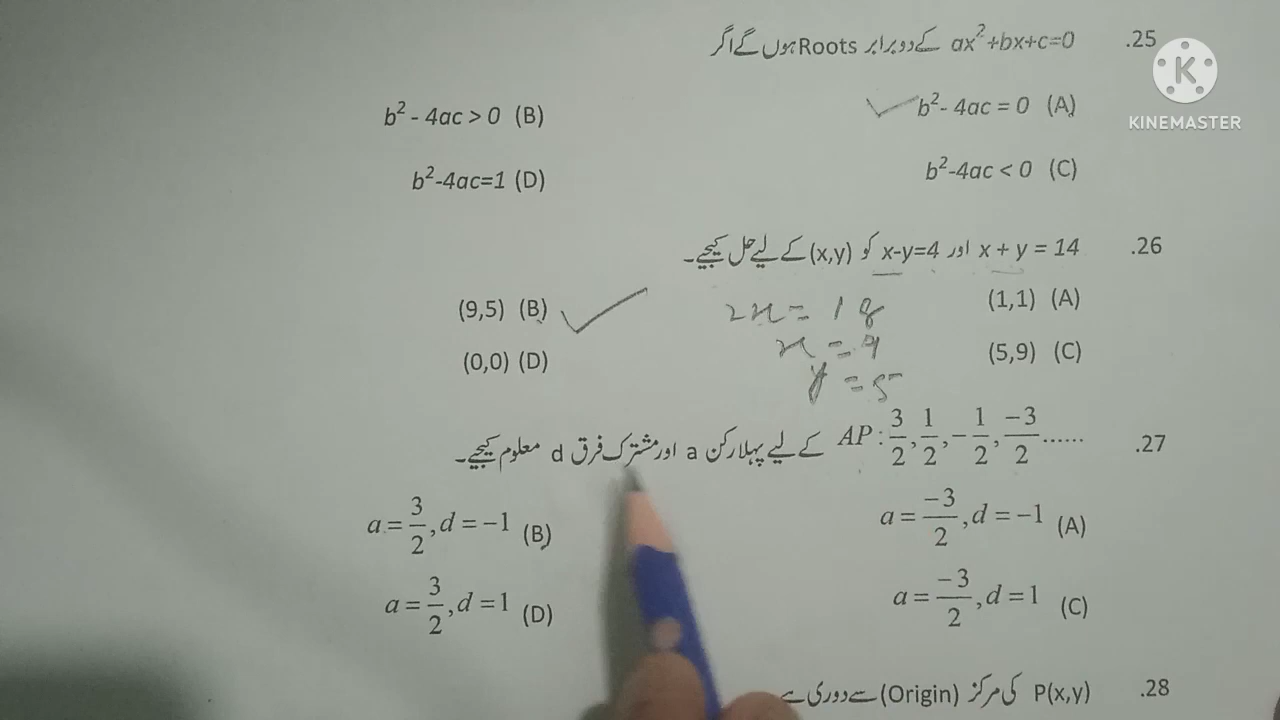 .25 ax²+bx+c=0 کے دو برابر Roots ہوں گے اگر
(A) b²- 4ac = 0 (B) b² - 4ac > 0
(C) b²-4ac < 0 (D) b²-4ac=1
KINEMASTER
.26 x + y = 14 اور x-y=4 کو (x,y) کے لیے حل کیجیے۔
(A) (1,1) (B) (9,5)
2x = 18
(C) (5,9) (D) (0,0)
x = 9
y = 5
.27 AP : 3/2, 1/2, -1/2, -3/2 ...... کے لیے پہلا رکن a اور مشترک فرق d معلوم کیجیے۔
(A) a = -3/2, d = -1 (B) a = 3/2, d = -1
(C) a = -3/2, d = 1 (D) a = 3/2, d = 1
.28 P(x,y) کی مرکز (Origin) سے دوری ہے